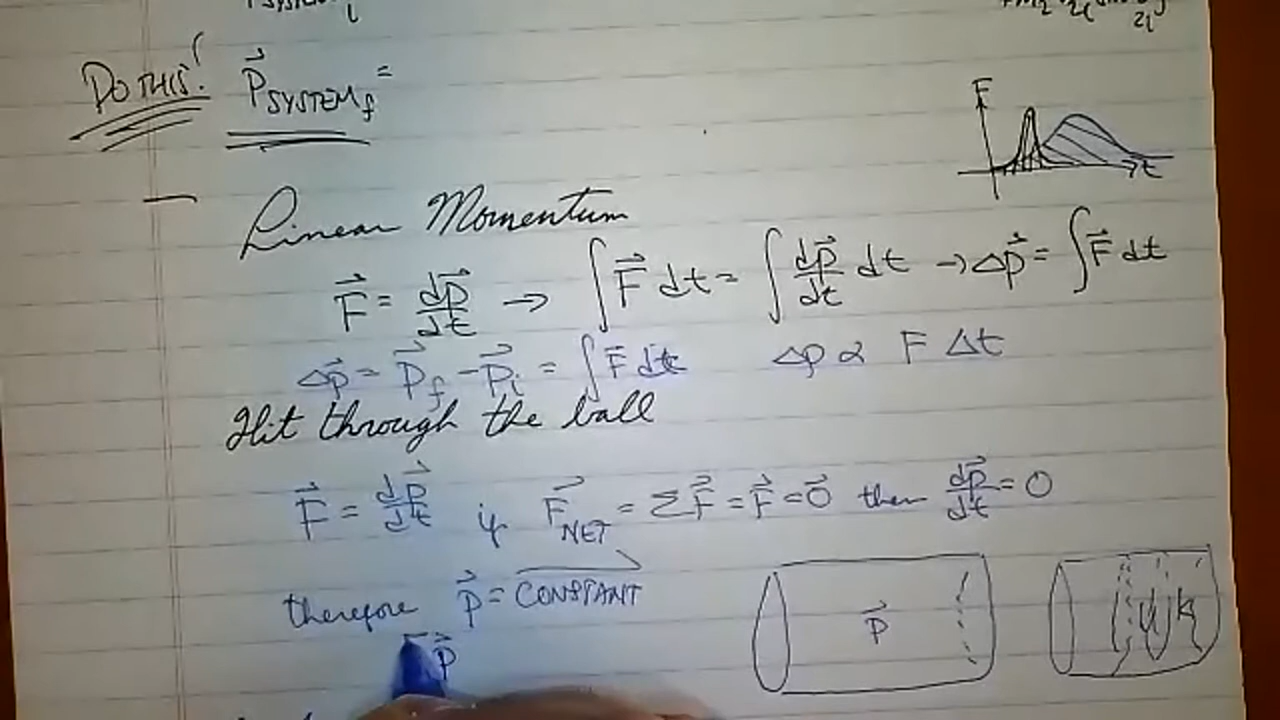 DO THIS! P⃗ SYSTEM f =
F
t
Linear Momentum
F⃗ = dp⃗/dt → ∫ F⃗ dt = ∫ dp⃗/dt dt → Δp⃗ = ∫ F⃗ dt
Δp⃗ = P⃗f - P⃗i = ∫ F⃗ dt Δp ∝ F Δt
Hit through the ball
F⃗ = dp⃗/dt if F⃗NET = ΣF⃗ = F⃗ = 0⃗ then dp⃗/dt = 0
therefore p⃗ = CONSTANT
p⃗
p⃗